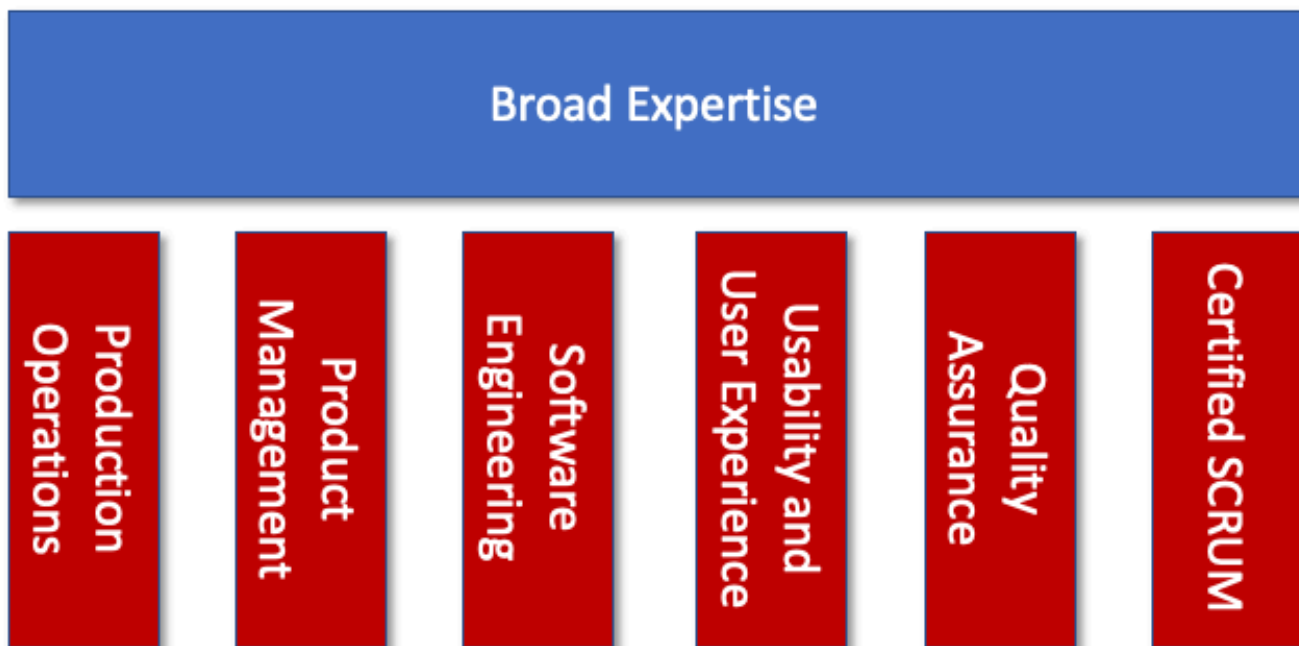 Broad Expertise
Production
Operations
Product
Management
Software
Engineering
Usability and
User Experience
Quality
Assurance
Certified SCRUM